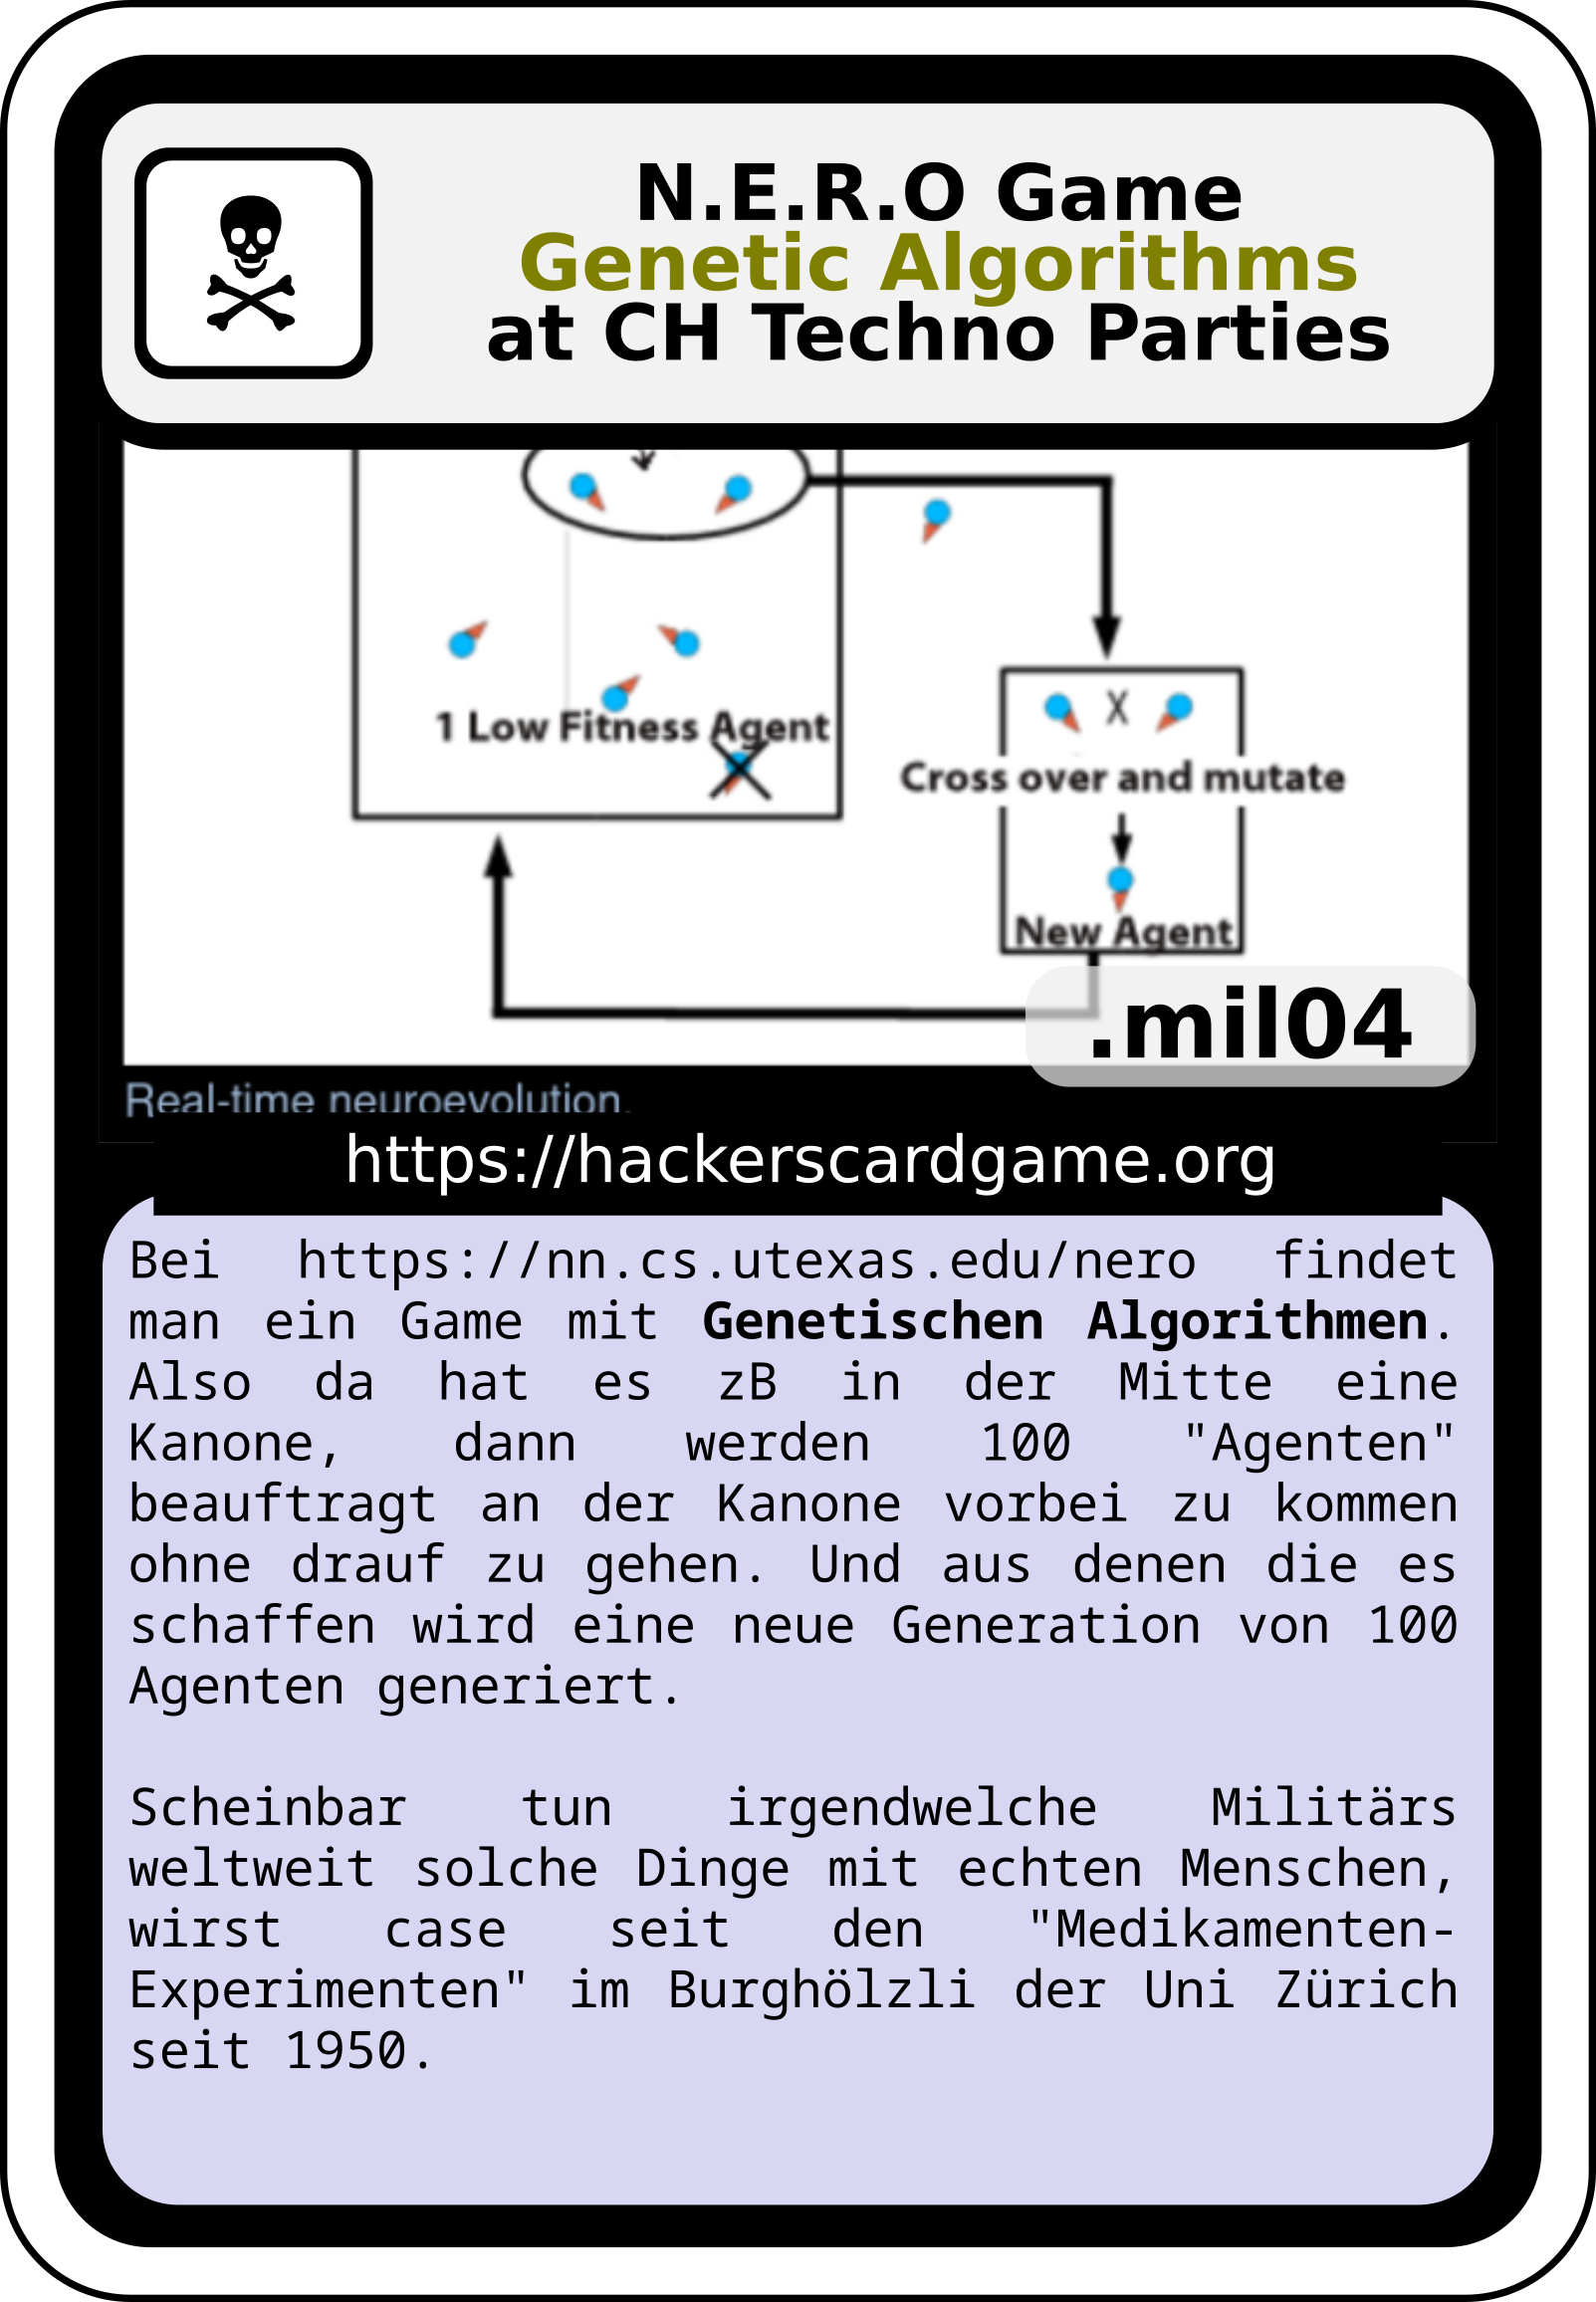 N.E.R.O Game
Genetic Algorithms
at CH Techno Parties
1 Low Fitness Agent
X
Cross over and mutate
New Agent
.mil04
Real-time neuroevolution.
https://hackerscardgame.org
Bei https://nn.cs.utexas.edu/nero findet
man ein Game mit Genetischen Algorithmen.
Also da hat es zB in der Mitte eine
Kanone, dann werden 100 "Agenten"
beauftragt an der Kanone vorbei zu kommen
ohne drauf zu gehen. Und aus denen die es
schaffen wird eine neue Generation von 100
Agenten generiert.
Scheinbar tun irgendwelche Militärs
weltweit solche Dinge mit echten Menschen,
wirst case seit den "Medikamenten-
Experimenten" im Burghölzli der Uni Zürich
seit 1950.